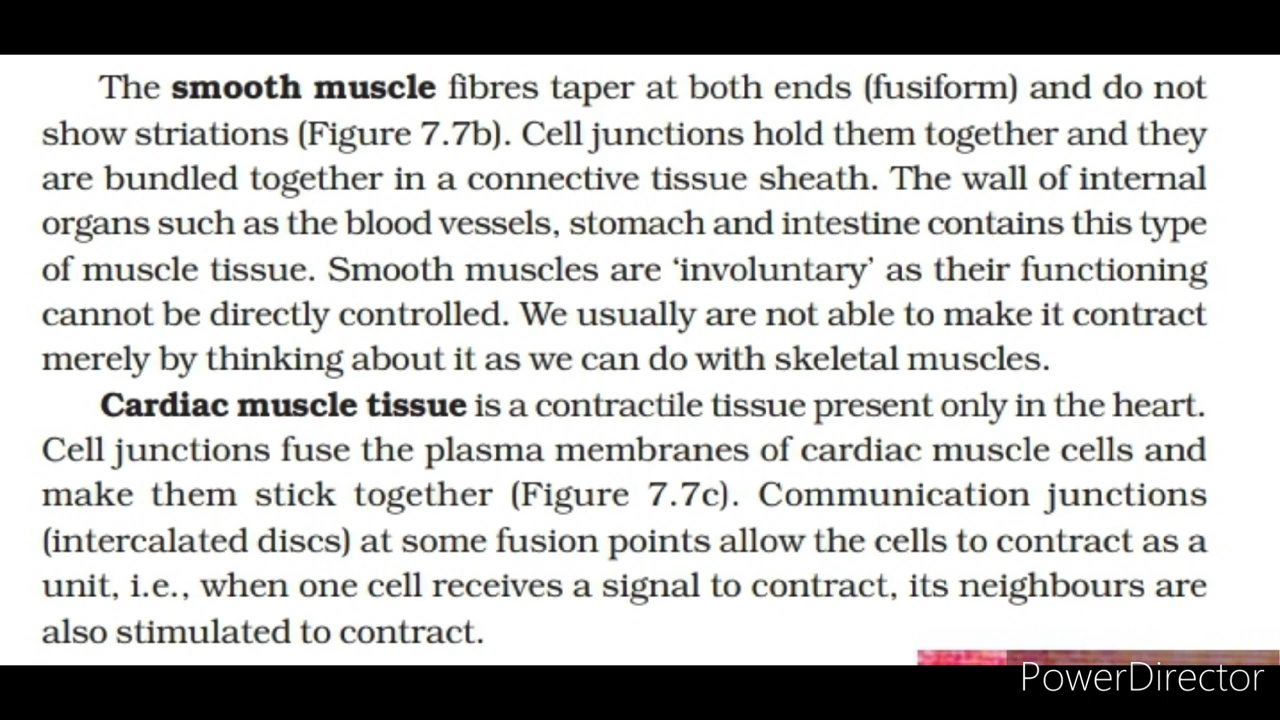 The smooth muscle fibres taper at both ends (fusiform) and do not
show striations (Figure 7.7b). Cell junctions hold them together and they
are bundled together in a connective tissue sheath. The wall of internal
organs such as the blood vessels, stomach and intestine contains this type
of muscle tissue. Smooth muscles are ‘involuntary’ as their functioning
cannot be directly controlled. We usually are not able to make it contract
merely by thinking about it as we can do with skeletal muscles.
Cardiac muscle tissue is a contractile tissue present only in the heart.
Cell junctions fuse the plasma membranes of cardiac muscle cells and
make them stick together (Figure 7.7c). Communication junctions
(intercalated discs) at some fusion points allow the cells to contract as a
unit, i.e., when one cell receives a signal to contract, its neighbours are
also stimulated to contract.
PowerDirector